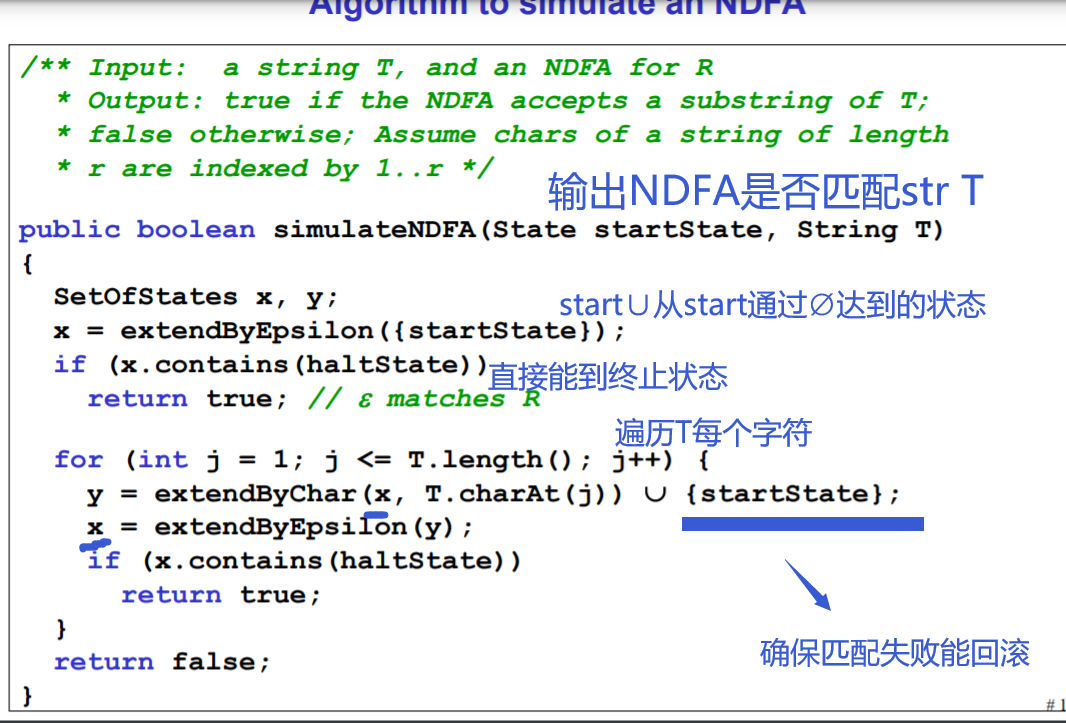 Algorithm to simulate an NDFA
/** Input: a string T, and an NDFA for R
* Output: true if the NDFA accepts a substring of T;
* false otherwise; Assume chars of a string of length
* r are indexed by 1..r */
输出NDFA是否匹配str T
public boolean simulateNDFA(State startState, String T)
{
SetOfStates x, y;
start∪从start通过∅达到的状态
x = extendByEpsilon({startState});
if (x.contains(haltState))
直接能到终止状态
return true; // ε matches R
遍历T每个字符
for (int j = 1; j <= T.length(); j++) {
y = extendByChar(x, T.charAt(j)) ∪ {startState};
x = extendByEpsilon(y);
if (x.contains(haltState))
return true;
}
确保匹配失败能回滚
return false;
}
# 1